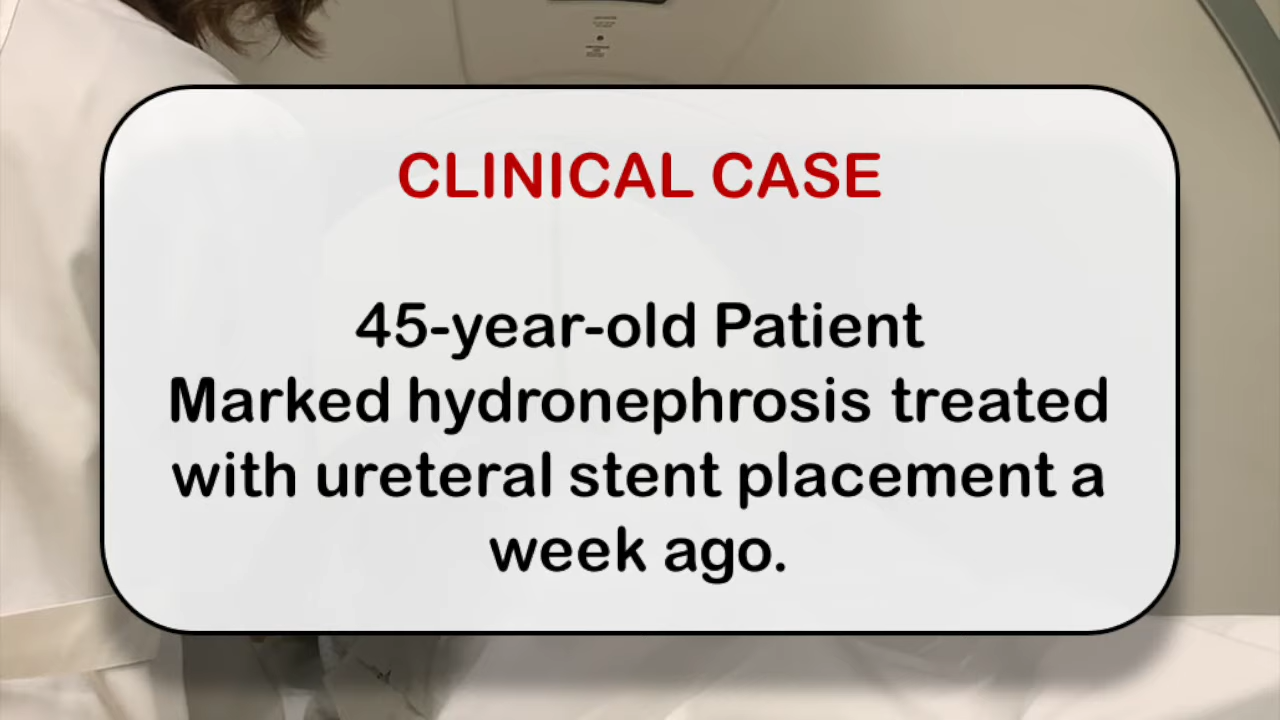 CLINICAL CASE
45-year-old Patient
Marked hydronephrosis treated
with ureteral stent placement a
week ago.